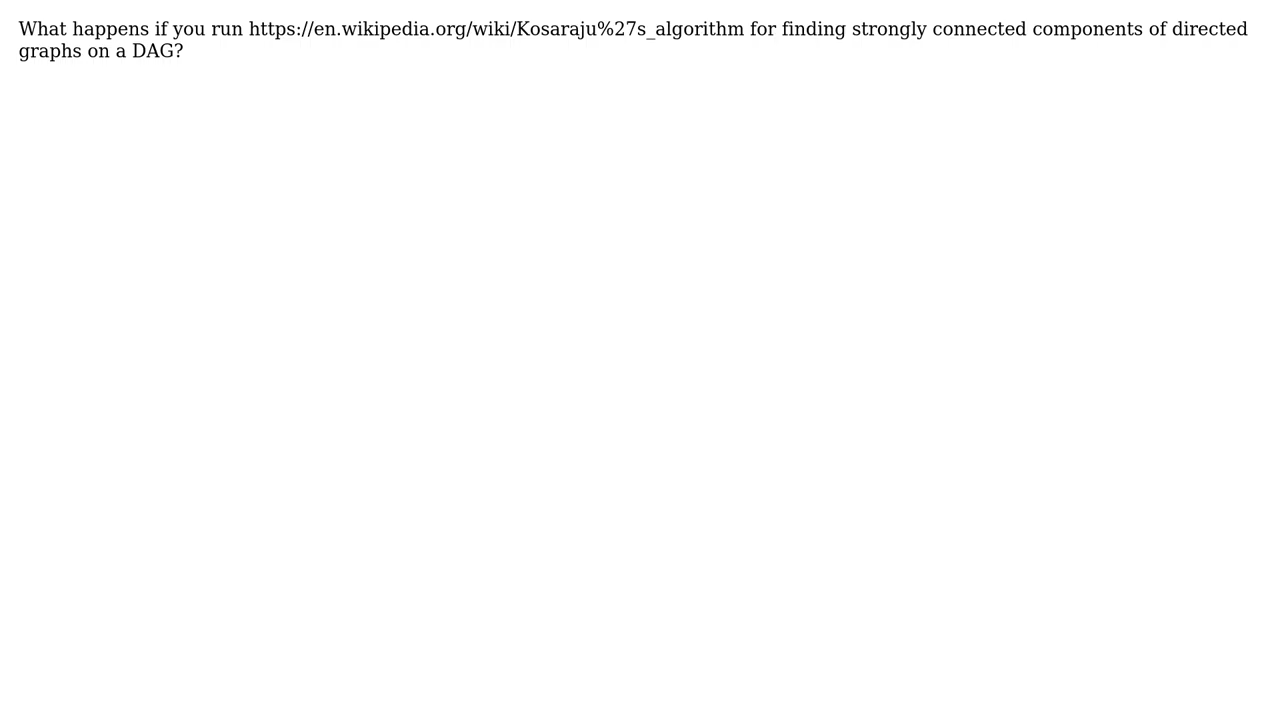 What happens if you run https://en.wikipedia.org/wiki/Kosaraju%27s_algorithm for finding strongly connected components of directed
graphs on a DAG?